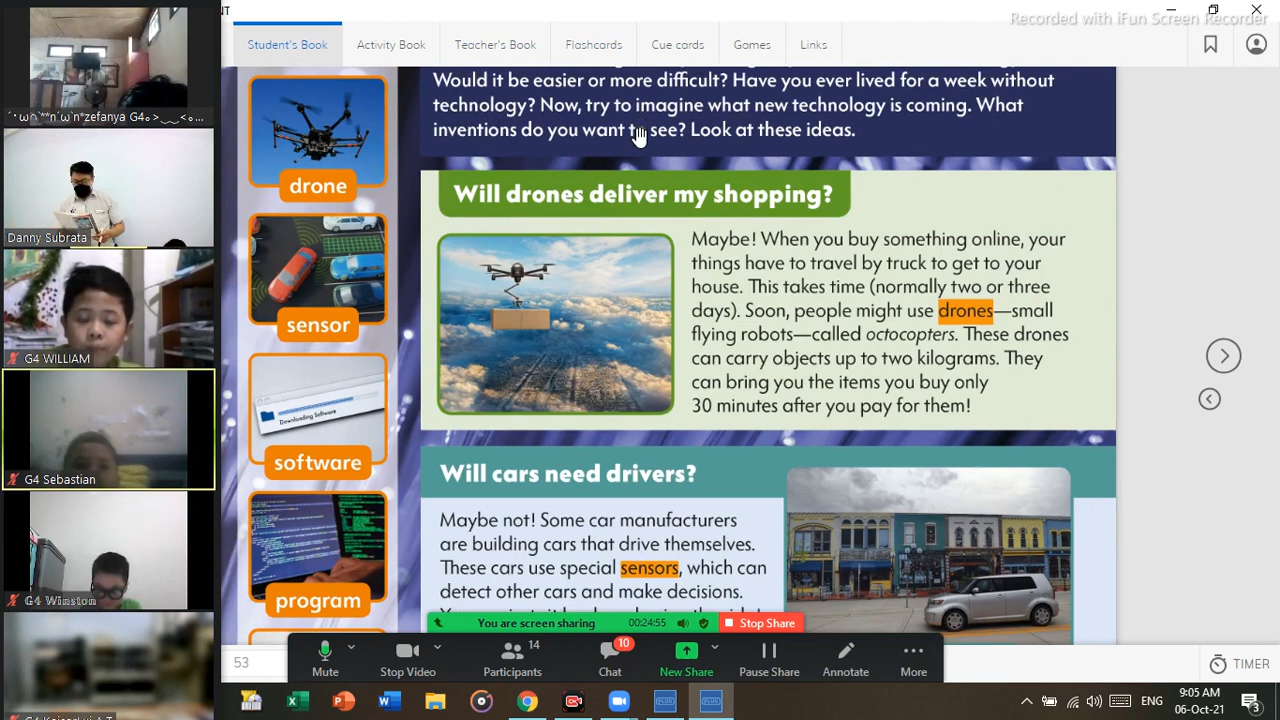 NT
Recorded with iFun Screen Recorder
Student's Book
Activity Book
Teacher's Book
Flashcards
Cue cards
Games
Links
Would it be easier or more difficult? Have you ever lived for a week without
technology? Now, try to imagine what new technology is coming. What
inventions do you want to see? Look at these ideas.
drone
sensor
Downloading Software
software
program
Will drones deliver my shopping?
Maybe! When you buy something online, your
things have to travel by truck to get to your
house. This takes time (normally two or three
days). Soon, people might use drones—small
flying robots—called octocopters. These drones
can carry objects up to two kilograms. They
can bring you the items you buy only
30 minutes after you pay for them!
Will cars need drivers?
Maybe not! Some car manufacturers
are building cars that drive themselves.
These cars use special sensors, which can
detect other cars and make decisions.
zefanya G4
Danny Subrata
G4 WILLIAM
G4 Sebastian
G4 Winston
You are screen sharing
00:24:55
Stop Share
53
Mute
Stop Video
14
Participants
10
Chat
New Share
Pause Share
Annotate
More
TIMER
PLUS
PLUS
ENG
9:05 AM
06-Oct-21
3